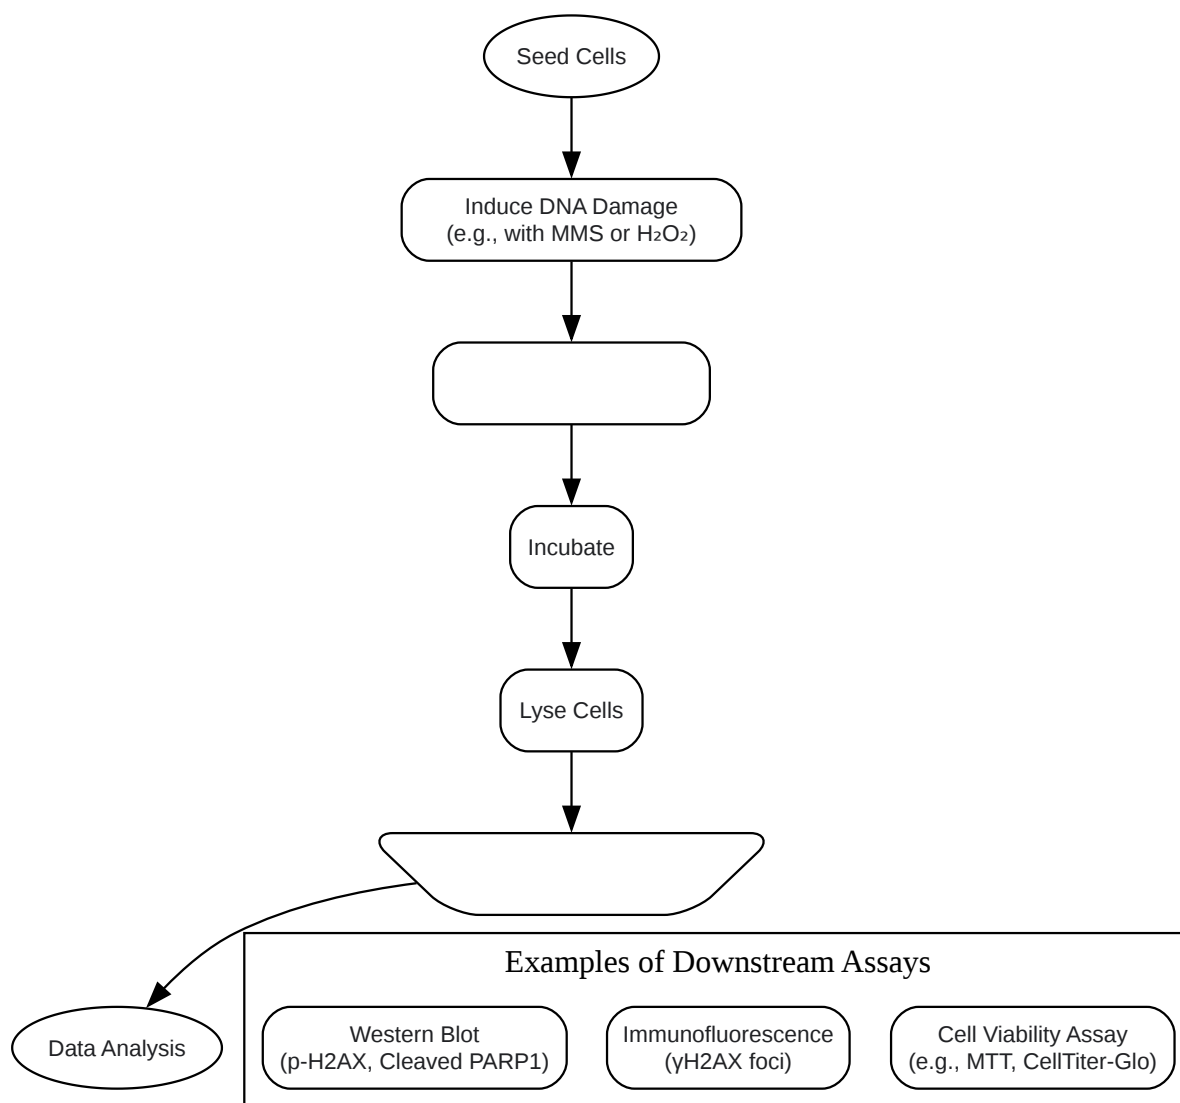 Seed Cells
Induce DNA Damage
(e.g., with MMS or H₂O₂)
Incubate
Lyse Cells
Examples of Downstream Assays
Data Analysis
Western Blot
(p-H2AX, Cleaved PARP1)
Immunofluorescence
(γH2AX foci)
Cell Viability Assay
(e.g., MTT, CellTiter-Glo)